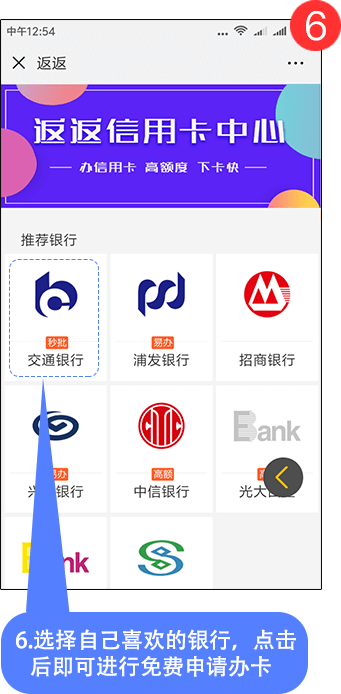 6
中午12:54
返返
返返信用卡中心
办信用卡 高额度 下卡快
推荐银行
秒批
易办
交通银行
浦发银行
招商银行
易办
高额
兴
银行
中信银行
光大
Bank
nk
6.选择自己喜欢的银行，点击
后即可进行免费申请办卡